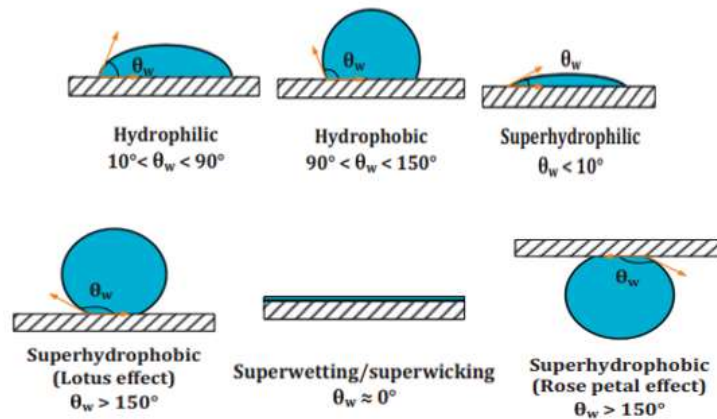 θw
θw
θw
Hydrophilic
10°< θw < 90°
Hydrophobic
90° < θw < 150°
Superhydrophilic
θw < 10°
θw
θw
Superhydrophobic
(Lotus effect)
θw > 150°
Superwetting/superwicking
θw ≈ 0°
Superhydrophobic
(Rose petal effect)
θw > 150°